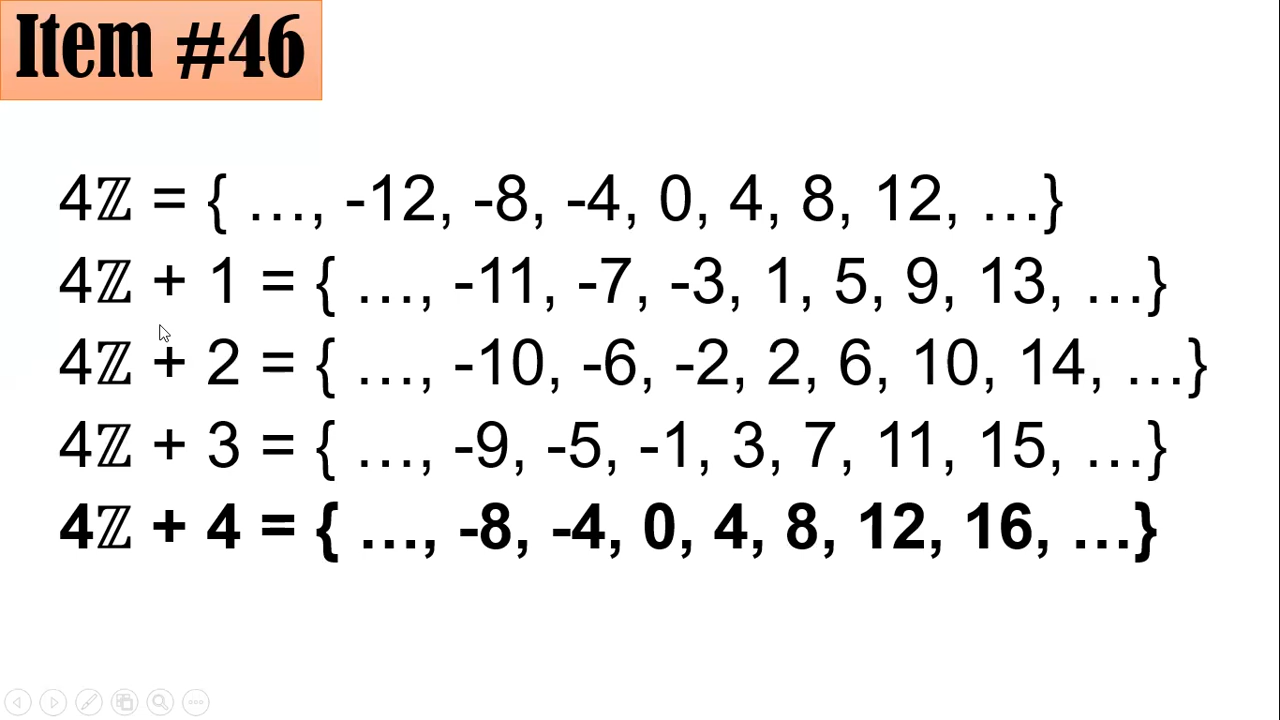 Item #46
4ℤ = { …, -12, -8, -4, 0, 4, 8, 12, …}
4ℤ + 1 = { …, -11, -7, -3, 1, 5, 9, 13, …}
4ℤ + 2 = { …, -10, -6, -2, 2, 6, 10, 14, …}
4ℤ + 3 = { …, -9, -5, -1, 3, 7, 11, 15, …}
4ℤ + 4 = { …, -8, -4, 0, 4, 8, 12, 16, …}